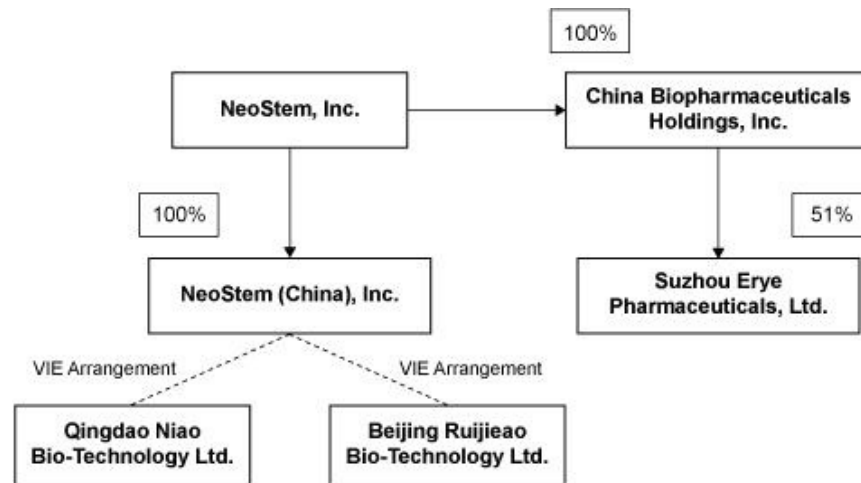 100%
NeoStem, Inc.
China Biopharmaceuticals
Holdings, Inc.
100%
51%
NeoStem (China), Inc.
Suzhou Erye
Pharmaceuticals, Ltd.
VIE Arrangement
VIE Arrangement
Qingdao Niao
Bio-Technology Ltd.
Beijing Ruijieao
Bio-Technology Ltd.